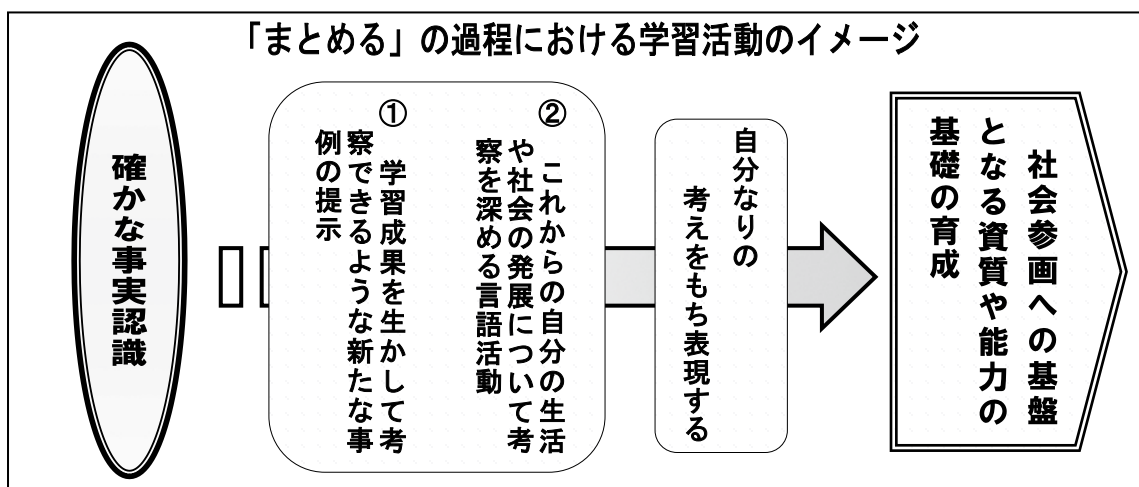 「まとめる」の過程における学習活動のイメージ
確かな事実認識
①　学習成果を生かして考
察できるような新たな事
例の提示
②　これからの自分の生活
や社会の発展について考
察を深める言語活動
自分なりの
考えをもち表現する
社会参画への基盤
となる資質や能力の
基礎の育成